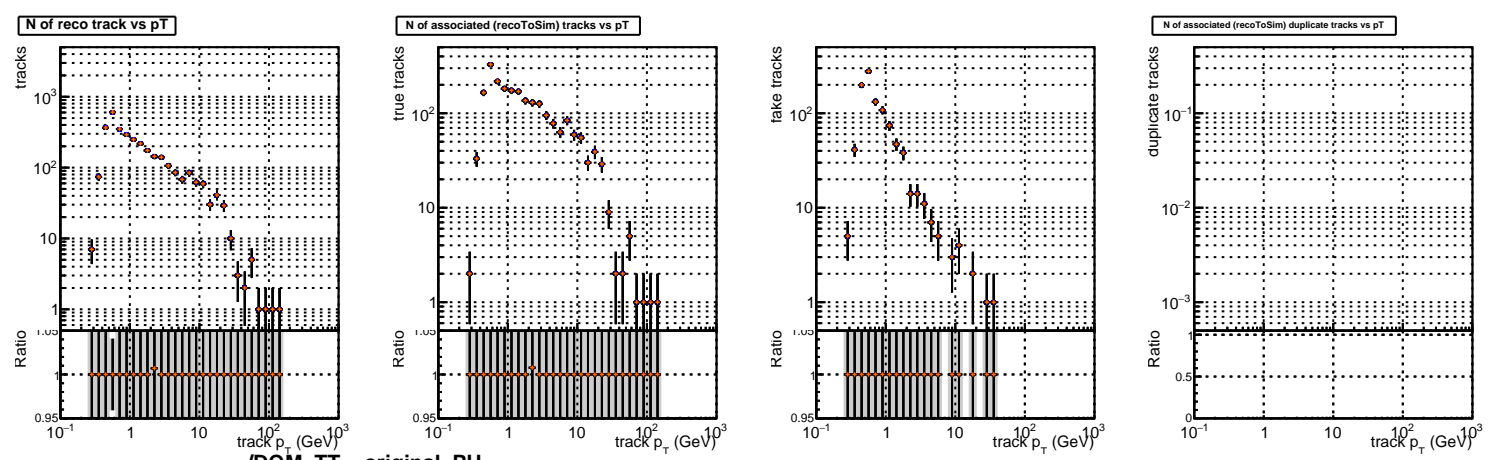 N of reco track vs pT
N of associated (recoToSim) tracks vs pT
N of associated (recoToSim) duplicate tracks vs pT
tracks
10³
10²
10
1
Ratio
1.05
1
0.95
10⁻¹ 1 10 10² 10³
track p_T (GeV)
true tracks
10²
10
1
Ratio
1.05
1
0.95
10⁻¹ 1 10 10² 10³
track p_T (GeV)
fake tracks
10²
10
1
Ratio
1.05
1
0.95
10⁻¹ 1 10 10² 10³
track p_T (GeV)
duplicate tracks
10⁻¹
10⁻²
10⁻³
Ratio
1
0.5
0
10⁻¹ 1 10 10² 10³
track p_T (GeV)
original